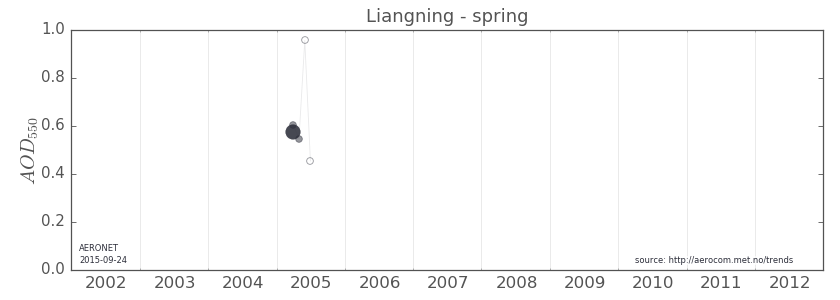 Liangning - spring
1.0
0.8
0.6
0.4
0.2
0.0
AOD550
AERONET
2015-09-24
source: http://aerocom.met.no/trends
2002 2003 2004 2005 2006 2007 2008 2009 2010 2011 2012